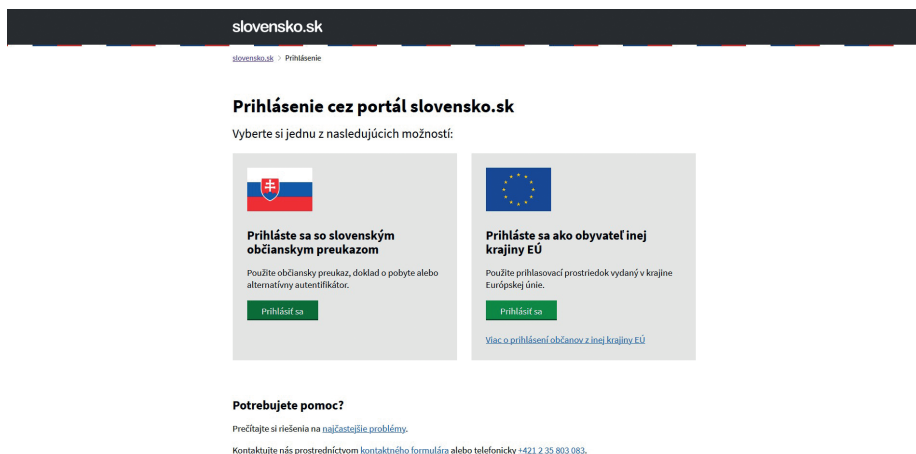 slovensko.sk
slovensko.sk > Prihlásenie
Prihlásenie cez portál slovensko.sk
Vyberte si jednu z nasledujúcich možností:
Prihláste sa so slovenským
občianskym preukazom
Použite občiansky preukaz, doklad o pobyte alebo
alternatívny autentifikátor.
Prihlásiť sa
Prihláste sa ako obyvateľ inej
krajiny EÚ
Použite prihlasovací prostriedok vydaný v krajine
Európskej únie.
Prihlásiť sa
Viac o prihlásení občanov z inej krajiny EÚ
Potrebujete pomoc?
Prečítajte si riešenia na najčastejšie problémy.
Kontaktujte nás prostredníctvom kontaktného formulára alebo telefonicky +421 2 35 803 083.